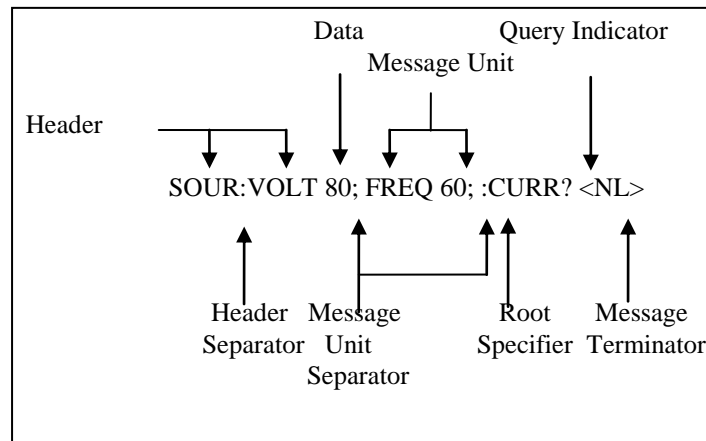 Data
Query Indicator
Message Unit
Header
SOUR:VOLT 80; FREQ 60; :CURR? <NL>
Header Message Root Message
Separator Unit Specifier Terminator
Separator